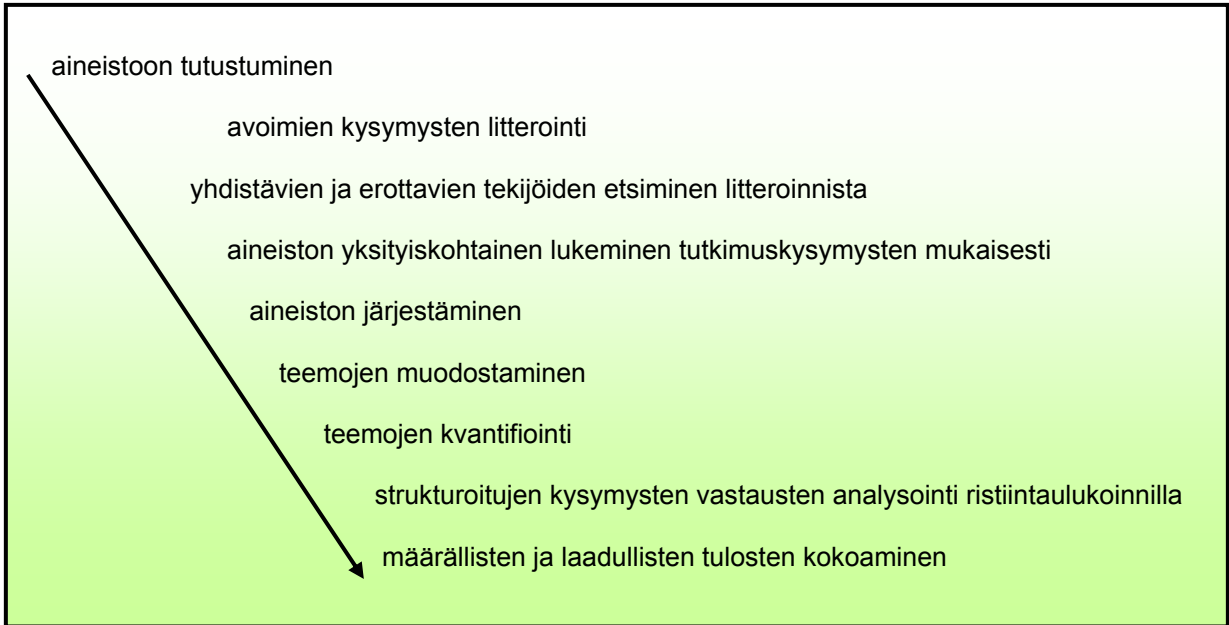 aineistoon tutustuminen
avoimien kysymysten litterointi
yhdistävien ja erottavien tekijöiden etsiminen litteroinnista
aineiston yksityiskohtainen lukeminen tutkimuskysymysten mukaisesti
aineiston järjestäminen
teemojen muodostaminen
teemojen kvantifiointi
strukturoitujen kysymysten vastausten analysointi ristiintaulukoinnilla
määrällisten ja laadullisten tulosten kokoaminen